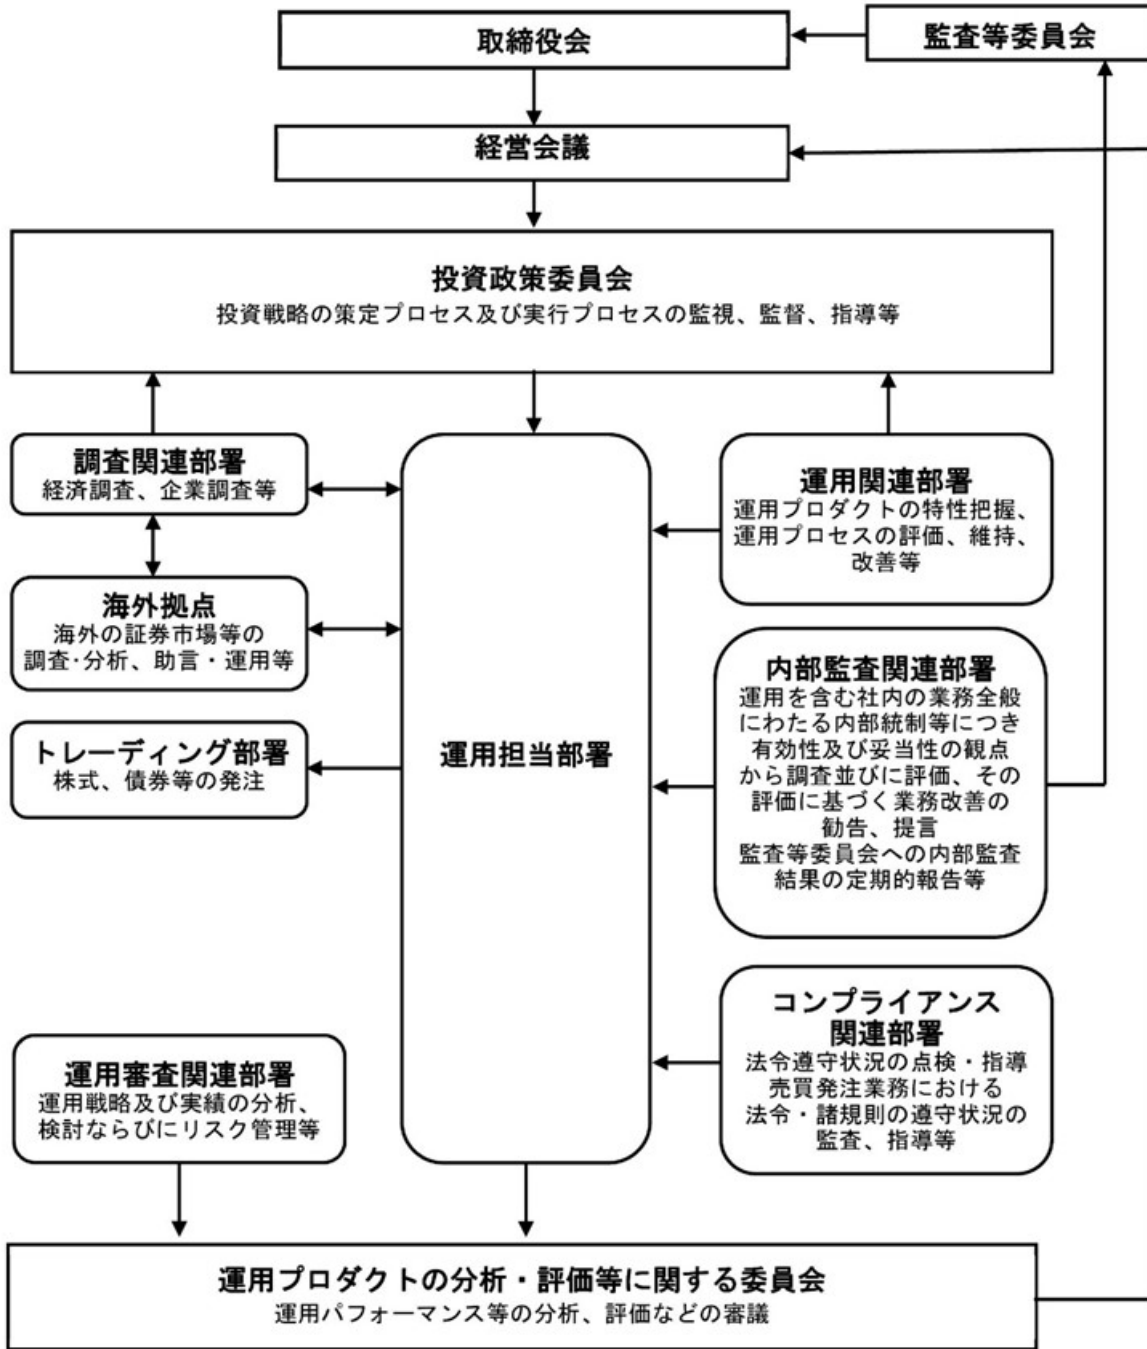 取締役会
監査等委員会
経営会議
投資政策委員会
投資戦略の策定プロセス及び実行プロセスの監視、監督、指導等
調査関連部署
経済調査、企業調査等
海外拠点
海外の証券市場等の
調査・分析、助言・運用等
トレーディング部署
株式、債券等の発注
運用審査関連部署
運用戦略及び実績の分析、
検討ならびにリスク管理等
運用担当部署
運用関連部署
運用プロダクトの特性把握、
運用プロセスの評価、維持、
改善等
内部監査関連部署
運用を含む社内の業務全般
にわたる内部統制等につき
有効性及び妥当性の観点
から調査並びに評価、その
評価に基づく業務改善の
勧告、提言
監査等委員会への内部監査
結果の定期的報告等
コンプライアンス
関連部署
法令遵守状況の点検・指導
売買発注業務における
法令・諸規則の遵守状況の
監査、指導等
運用プロダクトの分析・評価等に関する委員会
運用パフォーマンス等の分析、評価などの審議